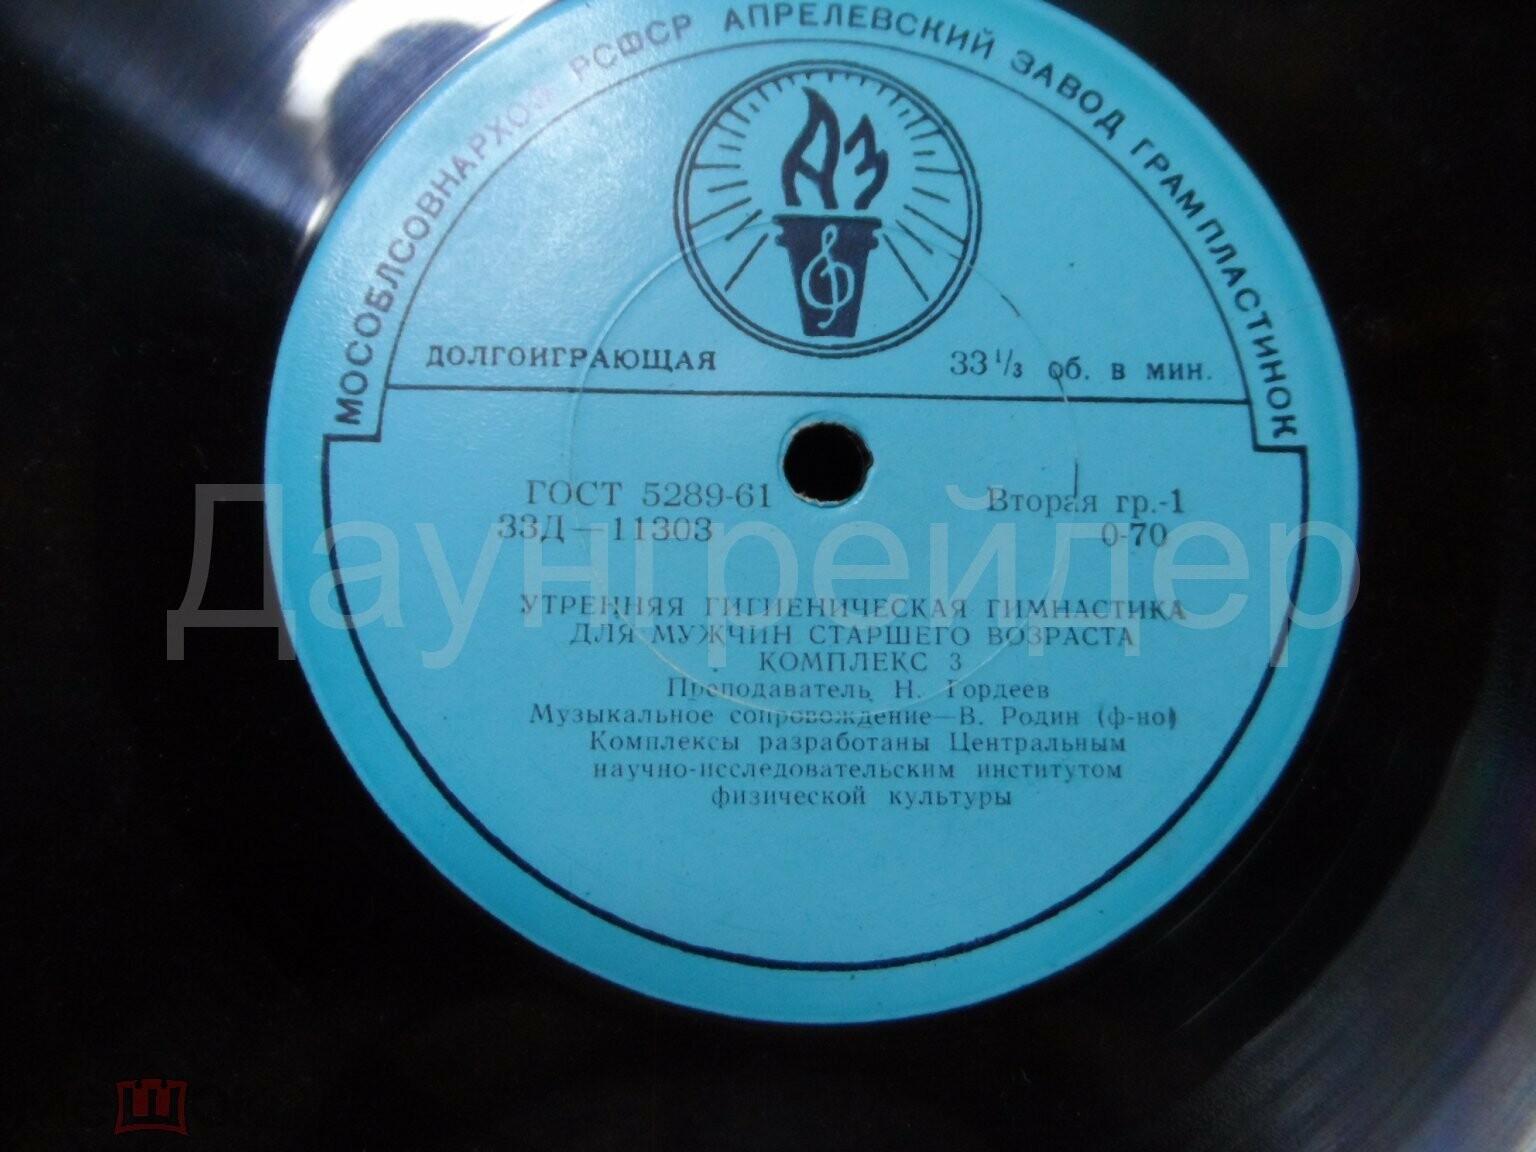 МОСОБЛСОВНАРХОЗ РСФСР АПРЕЛЕВСКИЙ ЗАВОД ГРАМПЛАСТИНОК
АЗ
ДОЛГОИГРАЮЩАЯ 33 1/3 об. в мин.
ГОСТ 5289-61 Вторая гр.-1
33Д—11303 0-70
Даунгрейдер
УТРЕННЯЯ ГИГИЕНИЧЕСКАЯ ГИМНАСТИКА
ДЛЯ МУЖЧИН СТАРШЕГО ВОЗРАСТА
КОМПЛЕКС 3
Преподаватель Н. Гордеев
Музыкальное сопровождение—В. Родин (ф-но)
Комплексы разработаны Центральным
научно-исследовательским институтом
физической культуры